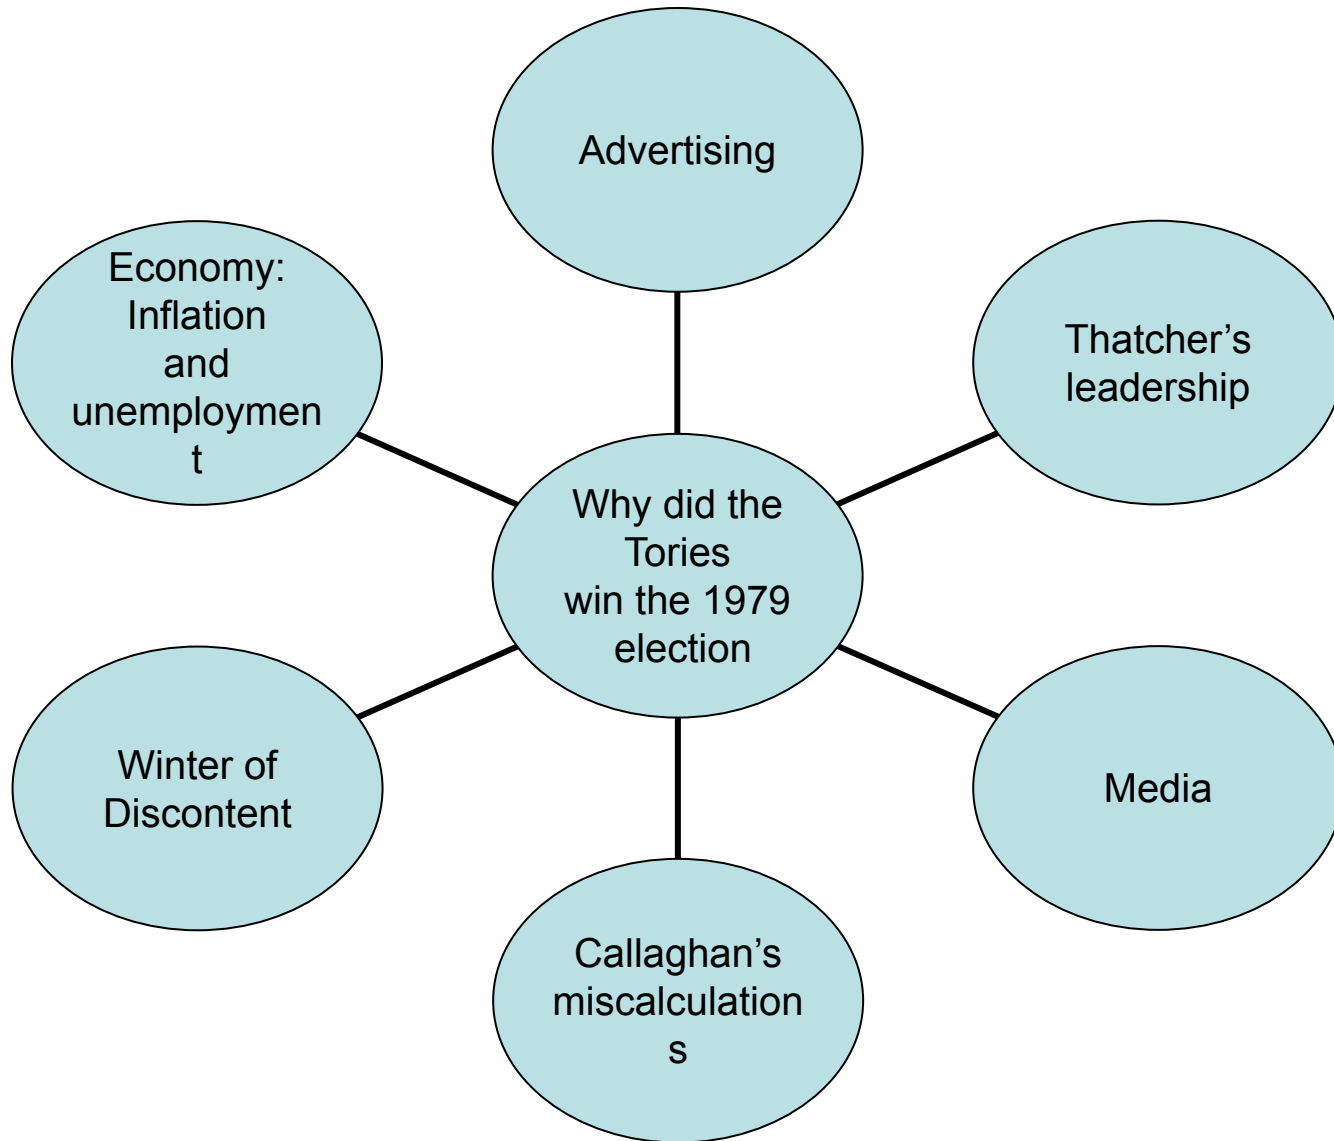 Advertising
Economy:
Inflation
and
unemploymen
t
Thatcher’s
leadership
Why did the
Tories
win the 1979
election
Winter of
Discontent
Media
Callaghan’s
miscalculation
s